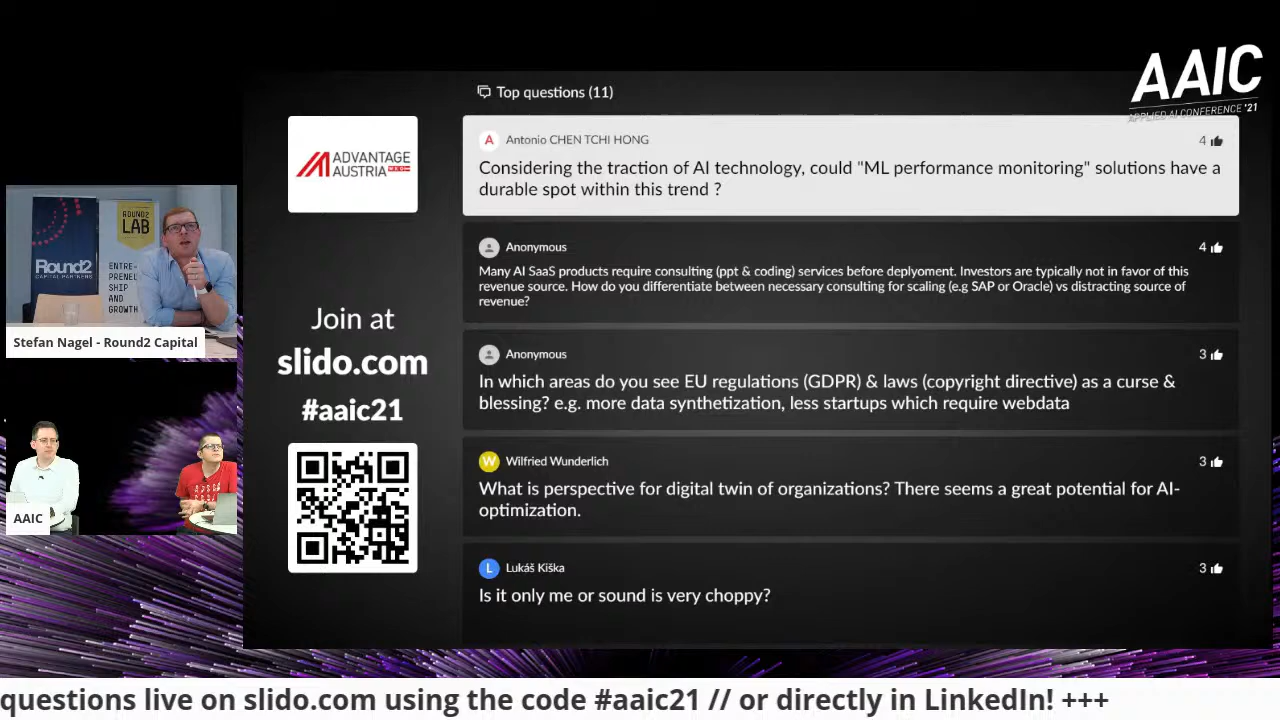 AAIC
APPLIED AI CONFERENCE '21
Top questions (11)
ADVANTAGE
AUSTRIA
A Antonio CHEN TCHI HONG
4
Considering the traction of AI technology, could "ML performance monitoring" solutions have a
durable spot within this trend ?
Anonymous
4
Many AI SaaS products require consulting (ppt & coding) services before deplyoment. Investors are typically not in favor of this
revenue source. How do you differentiate between necessary consulting for scaling (e.g SAP or Oracle) vs distracting source of
revenue?
Anonymous
3
In which areas do you see EU regulations (GDPR) & laws (copyright directive) as a curse &
blessing? e.g. more data synthetization, less startups which require webdata
W Wilfried Wunderlich
3
What is perspective for digital twin of organizations? There seems a great potential for AI-
optimization.
L Lukáš Kiška
3
Is it only me or sound is very choppy?
Join at
slido.com
#aaic21
Round2
CAPITAL PARTNERS
ROUND2
LAB
ENTRE-
PRENEUR
SHIP
AND
GROWTH
Stefan Nagel - Round2 Capital
AAIC
questions live on slido.com using the code #aaic21 // or directly in LinkedIn! +++